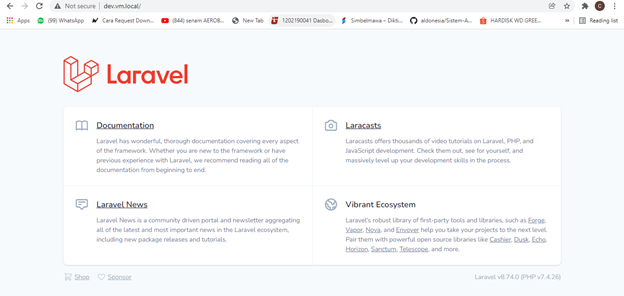 Not secure | dev.vm.local/
Apps (99) WhatsApp Cara Request Down... (844) senam AEROB... New Tab 1202190041 Dasbo... Simbelmawa – Dikti... aldonesia/Sistem-A... HARDISK WD GREE... » Reading list
Laravel
Documentation
Laravel has wonderful, thorough documentation covering every aspect
of the framework. Whether you are new to the framework or have
previous experience with Laravel, we recommend reading all of the
documentation from beginning to end.
Laracasts
Laracasts offers thousands of video tutorials on Laravel, PHP, and
JavaScript development. Check them out, see for yourself, and
massively level up your development skills in the process.
Laravel News
Laravel News is a community driven portal and newsletter aggregating
all of the latest and most important news in the Laravel ecosystem,
including new package releases and tutorials.
Vibrant Ecosystem
Laravel's robust library of first-party tools and libraries, such as Forge,
Vapor, Nova, and Envoyer help you take your projects to the next level.
Pair them with powerful open source libraries like Cashier, Dusk, Echo,
Horizon, Sanctum, Telescope, and more.
Shop Sponsor
Laravel v8.74.0 (PHP v7.4.26)